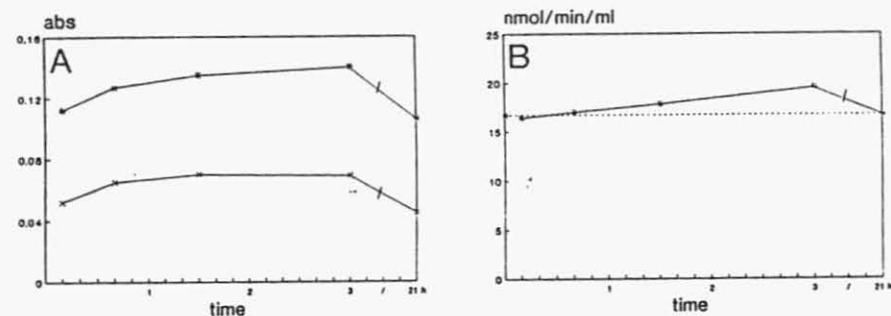 abs
0.16
A
0.12
0.08
0.04
0
1 2 3 / 21 h
time
nmol/min/ml
25
B
20
15
10
5
0
1 2 3 / 21 h
time